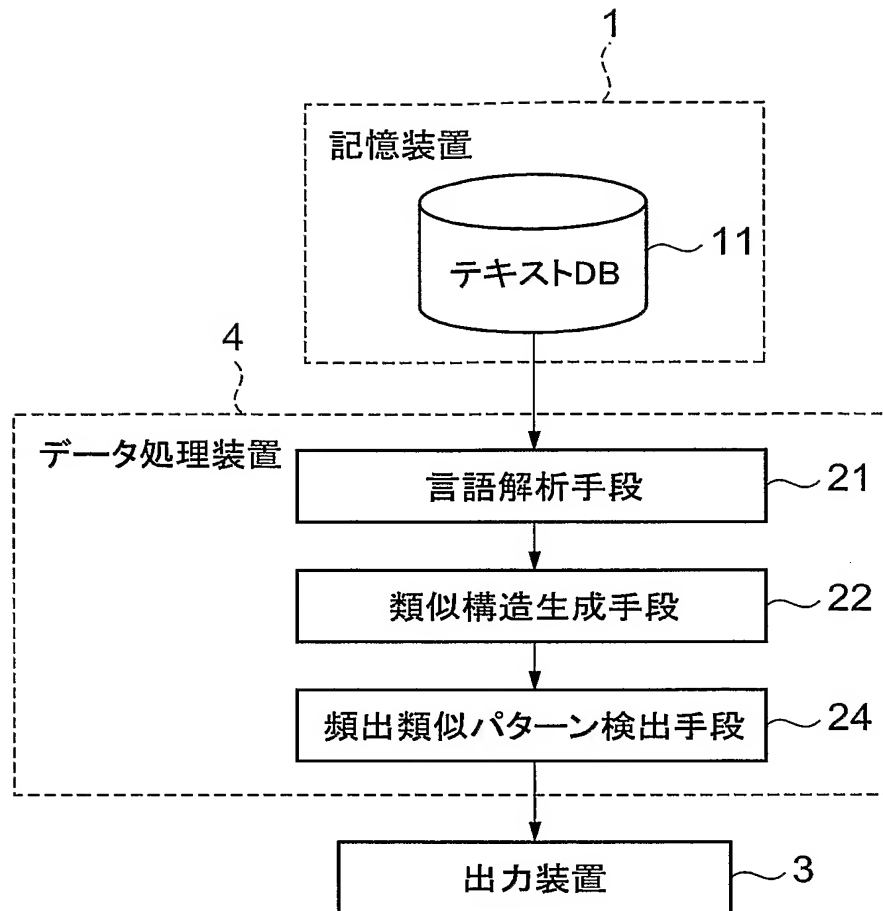 1
記憶装置
テキストDB
11
4
データ処理装置
言語解析手段
21
類似構造生成手段
22
頻出類似パターン検出手段
24
出力装置
3